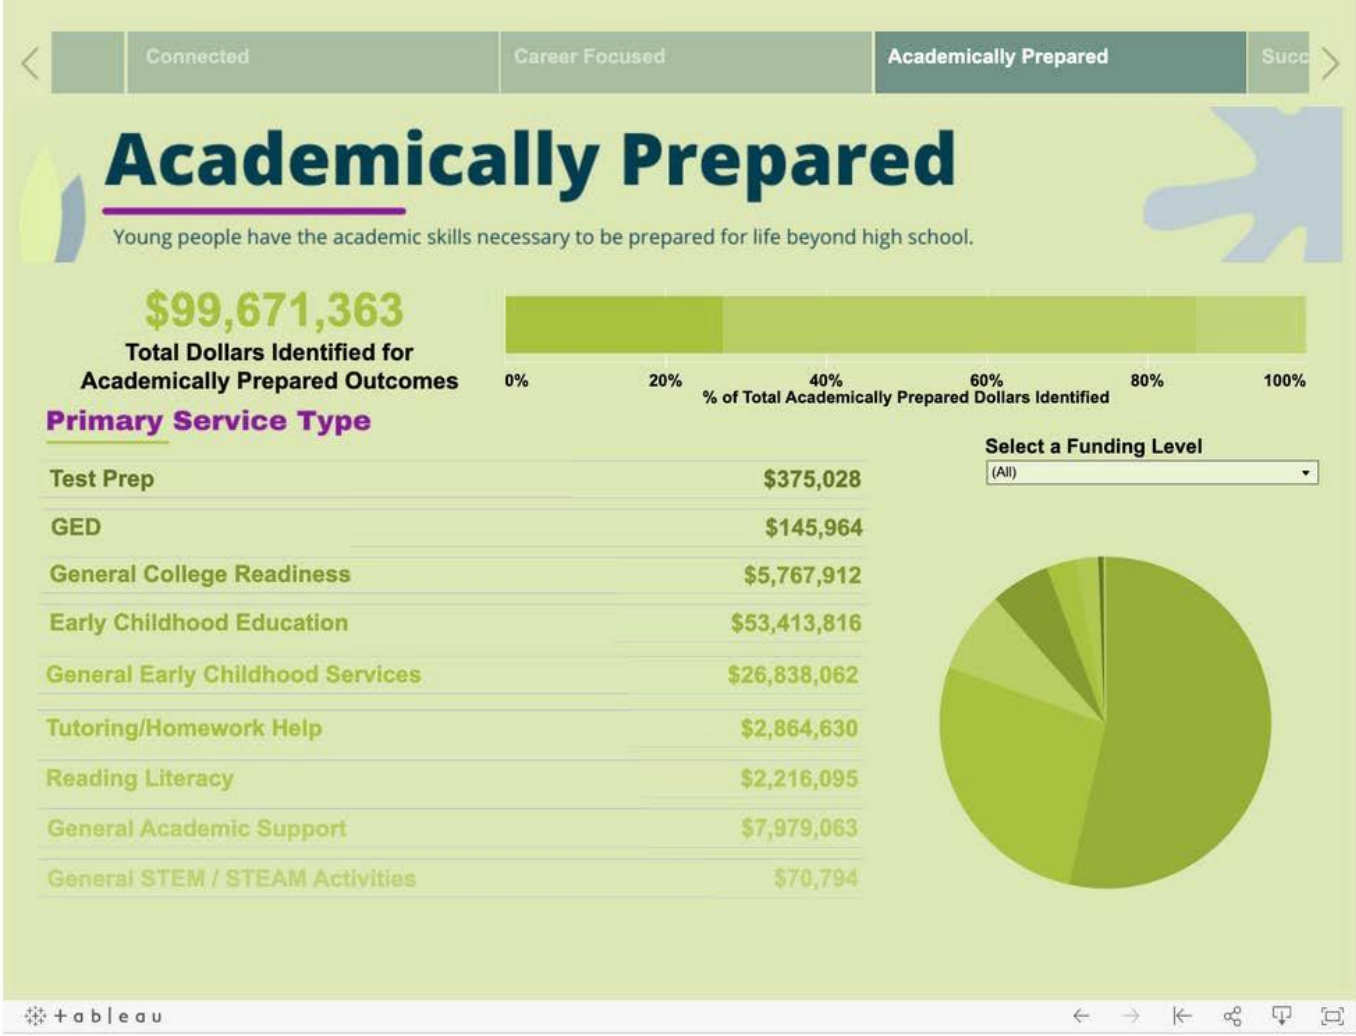 Connected
Career Focused
Academically Prepared
Succ
Academically Prepared
Young people have the academic skills necessary to be prepared for life beyond high school.
$99,671,363
Total Dollars Identified for
Academically Prepared Outcomes
0% 20% 40% 60% 80% 100%
% of Total Academically Prepared Dollars Identified
Primary Service Type
Select a Funding Level
(All)
Test Prep $375,028
GED $145,964
General College Readiness $5,767,912
Early Childhood Education $53,413,816
General Early Childhood Services $26,838,062
Tutoring/Homework Help $2,864,630
Reading Literacy $2,216,095
General Academic Support $7,979,063
General STEM / STEAM Activities $70,794
+ableau